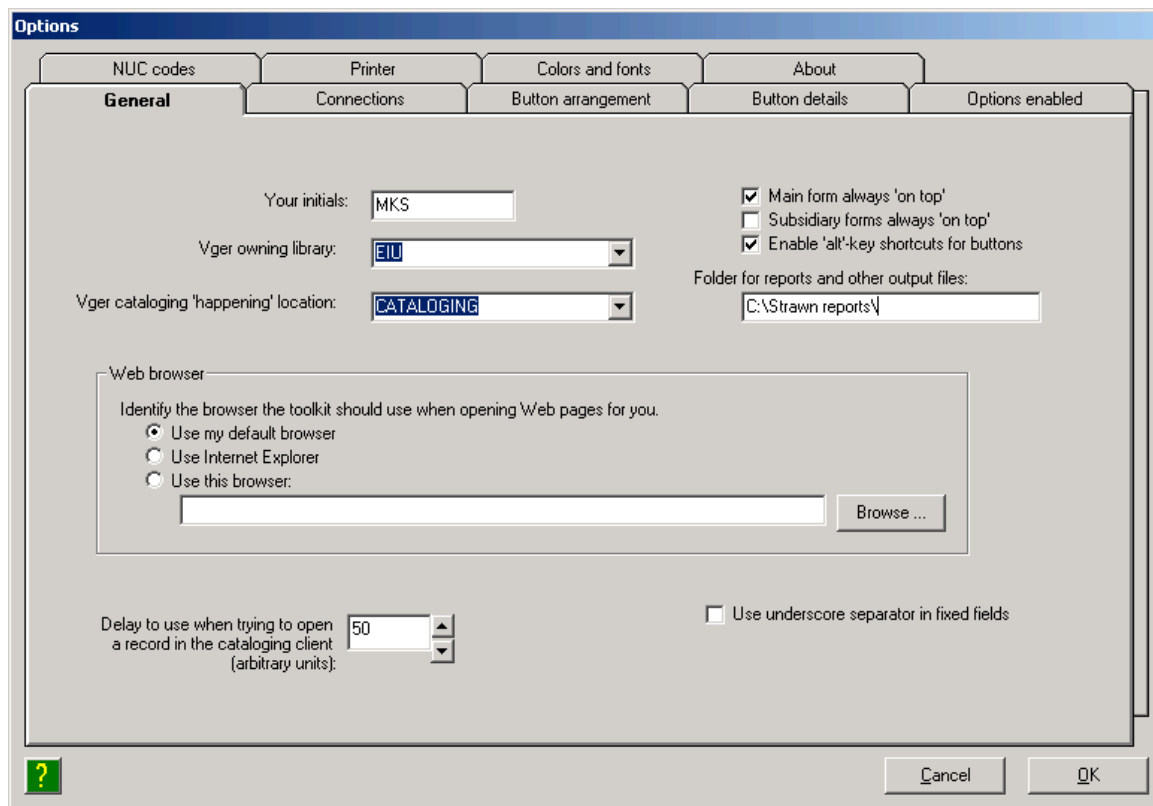 Options
NUC codes
Printer
Colors and fonts
About
General
Connections
Button arrangement
Button details
Options enabled
Your initials:
MKS
Vger owning library:
EIU
Vger cataloging 'happening' location:
CATALOGING
Main form always 'on top'
Subsidiary forms always 'on top'
Enable 'alt'-key shortcuts for buttons
Folder for reports and other output files:
C:\Strawn reports\
Web browser
Identify the browser the toolkit should use when opening Web pages for you.
Use my default browser
Use Internet Explorer
Use this browser:
Browse ...
Delay to use when trying to open
a record in the cataloging client
(arbitrary units):
50
Use underscore separator in fixed fields
?
Cancel
OK